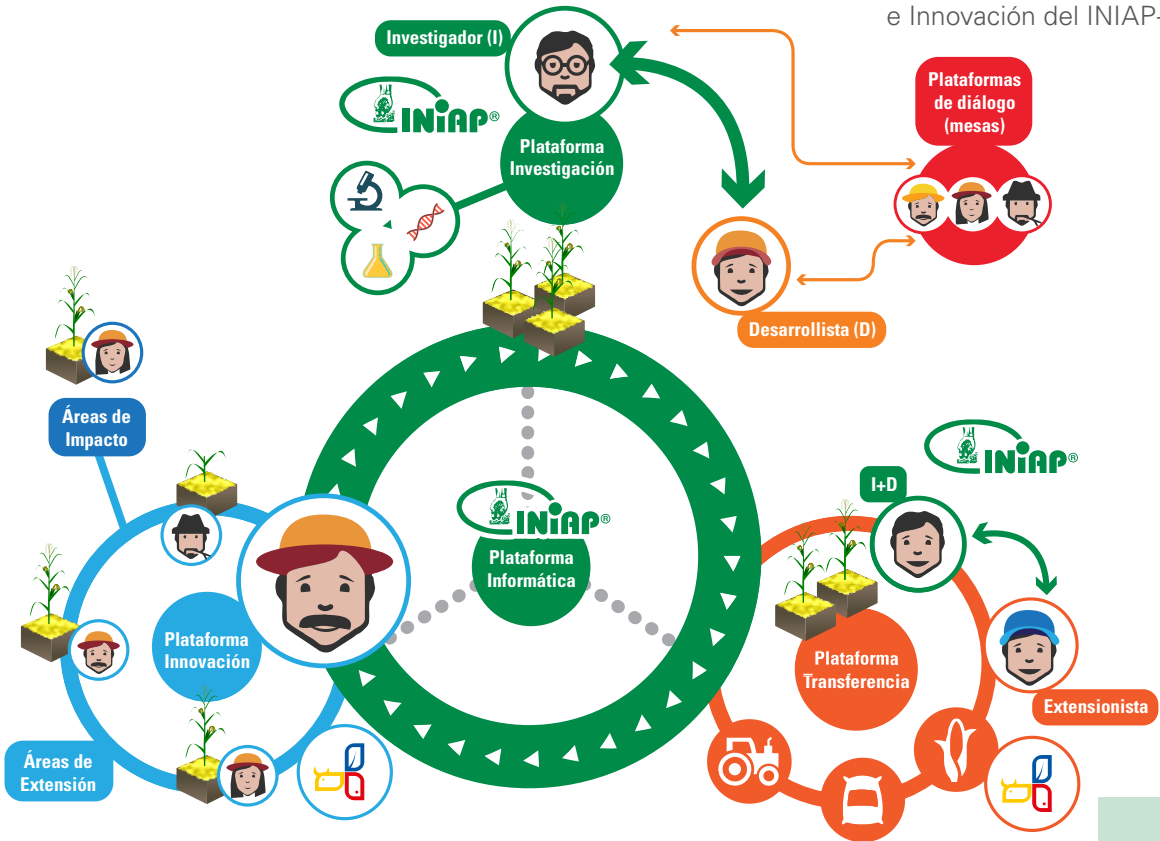 e Innovación del INIAP-
Investigador (I)
INiAP®
Plataforma
Investigación
Plataformas
de diálogo
(mesas)
Desarrollista (D)
Áreas de
Impacto
INiAP®
I+D
INiAP®
Plataforma
Informática
Plataforma
Innovación
Plataforma
Transferencia
Extensionista
Áreas de
Extensión